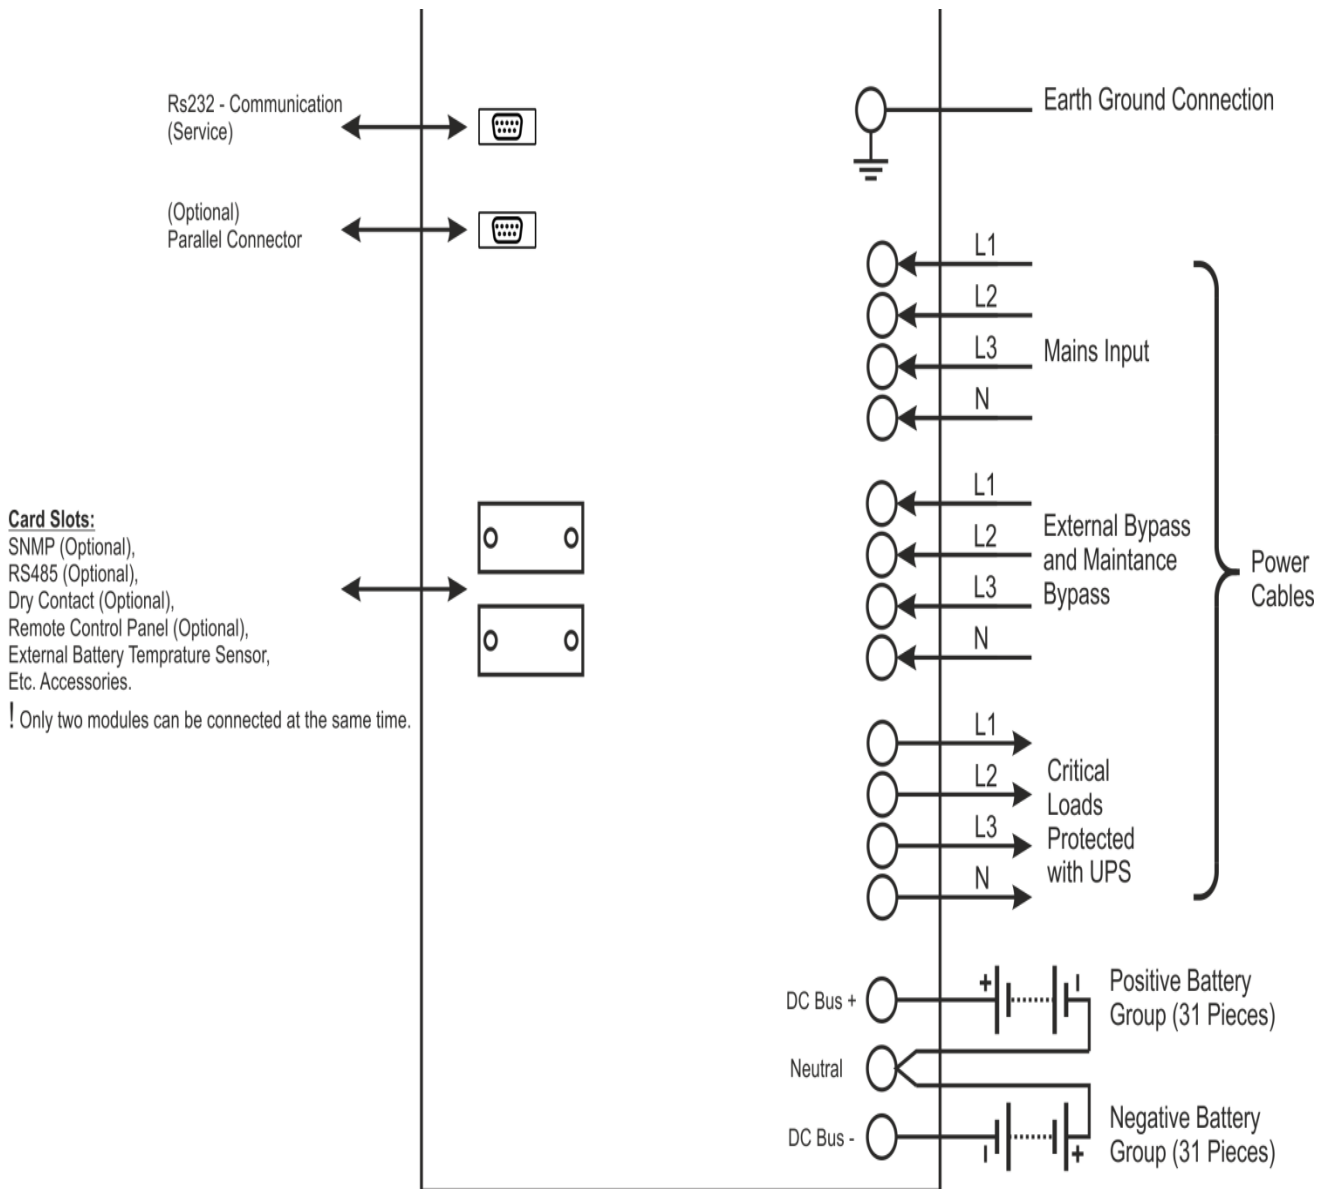 Rs232 - Communication
(Service)
(Optional)
Parallel Connector
Card Slots:
SNMP (Optional),
RS485 (Optional),
Dry Contact (Optional),
Remote Control Panel (Optional),
External Battery Temprature Sensor,
Etc. Accessories.
! Only two modules can be connected at the same time.
Earth Ground Connection
L1
L2
L3
N
Mains Input
L1
L2
L3
N
External Bypass
and Maintance
Bypass
L1
L2
L3
N
Critical
Loads
Protected
with UPS
Power
Cables
DC Bus +
+ -
Positive Battery
Group (31 Pieces)
Neutral
DC Bus -
- +
Negative Battery
Group (31 Pieces)